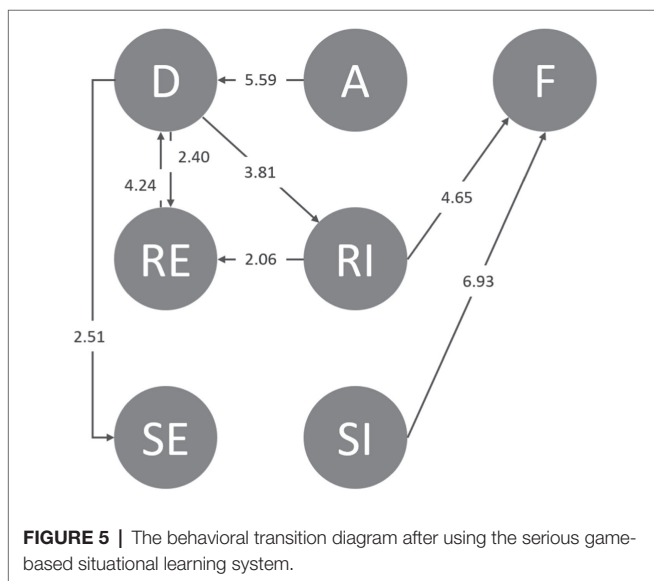 D
5.59
A
F
2.40
4.24
3.81
4.65
RE
2.06
RI
6.93
2.51
SE
SI
FIGURE 5 | The behavioral transition diagram after using the serious game-
based situational learning system.